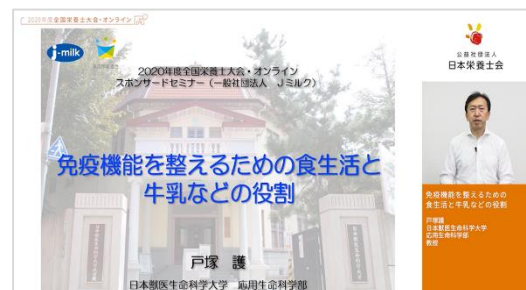 2020年度全国栄養士大会・オンライン
j-milk
2020年度全国栄養士大会・オンライン
スポンサードセミナー（一般社団法人 Jミルク）
免疫機能を整えるための食生活と
牛乳などの役割
戸塚 護
日本獣医生命科学大学 応用生命科学部
公益社団法人
日本栄養士会
免疫機能を整えるための
食生活と牛乳などの役割
戸塚護
日本獣医生命科学大学
応用生命科学部
教授